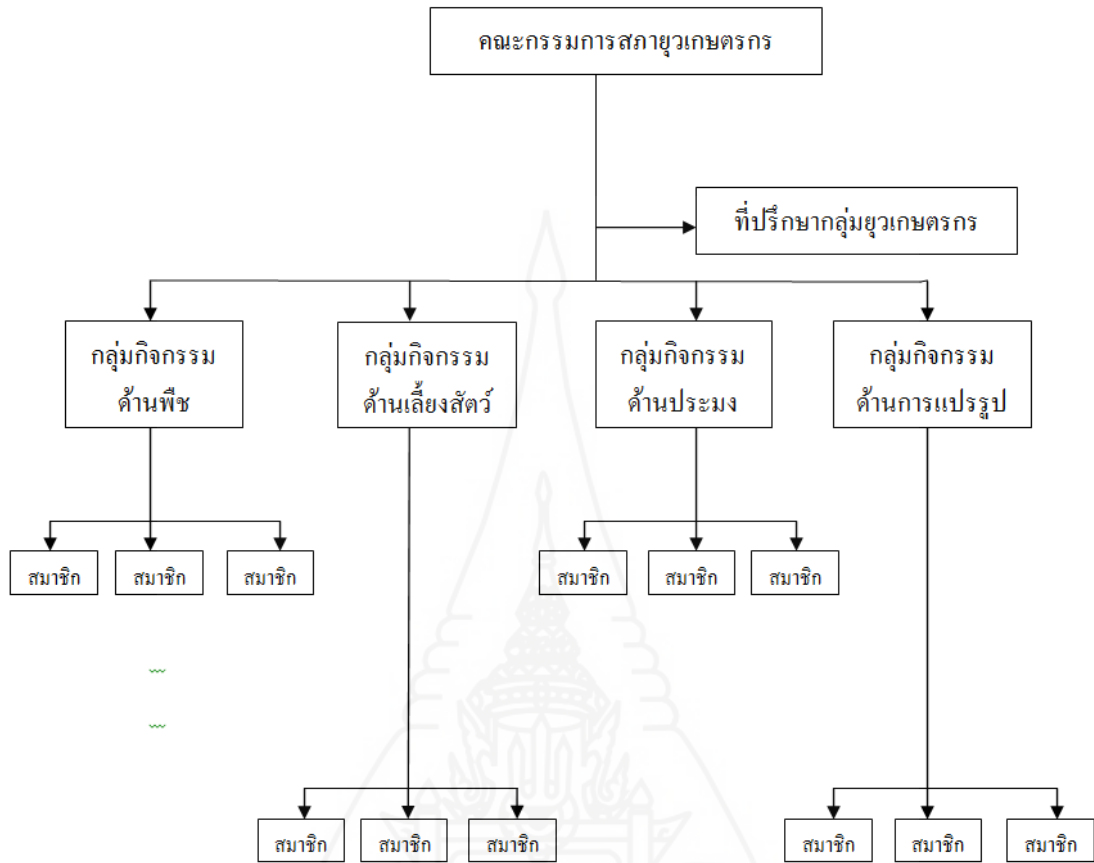 คณะกรรมการสภายุวเกษตรกร
ที่ปรึกษากลุ่มยุวเกษตรกร
กลุ่มกิจกรรม
ด้านพืช
กลุ่มกิจกรรม
ด้านเลี้ยงสัตว์
กลุ่มกิจกรรม
ด้านประมง
กลุ่มกิจกรรม
ด้านการแปรรูป
สมาชิก
สมาชิก
สมาชิก
สมาชิก
สมาชิก
สมาชิก
สมาชิก
สมาชิก
สมาชิก
สมาชิก
สมาชิก
สมาชิก